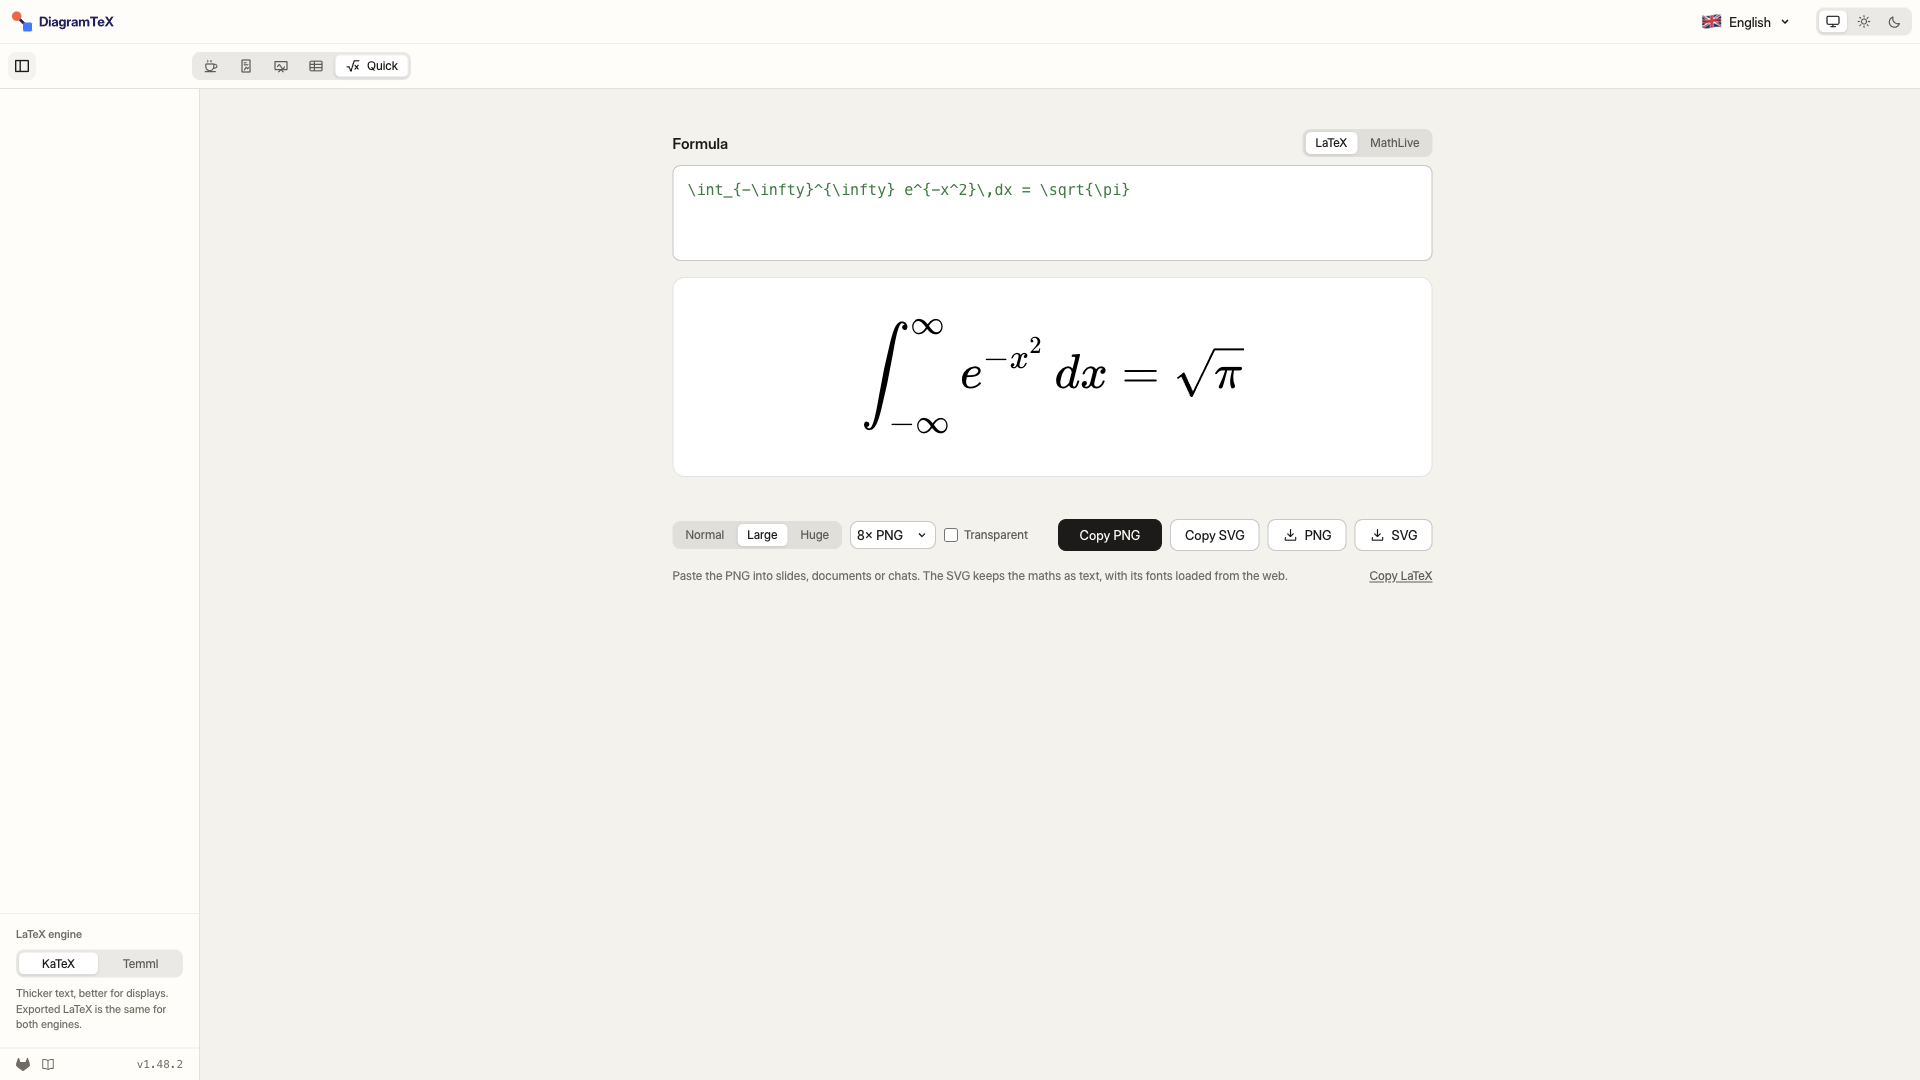 DiagramTeX
English
Quick
Formula
LaTeX
MathLive
\int_{-\infty}^{\infty} e^{-x^2}\,dx = \sqrt{\pi}
∫_{−∞}^{∞} e^{−x^2} dx = √π
Normal
Large
Huge
8× PNG
Transparent
Copy PNG
Copy SVG
PNG
SVG
Paste the PNG into slides, documents or chats. The SVG keeps the maths as text, with its fonts loaded from the web.
Copy LaTeX
LaTeX engine
KaTeX
Temml
Thicker text, better for displays.
Exported LaTeX is the same for
both engines.
v1.48.2